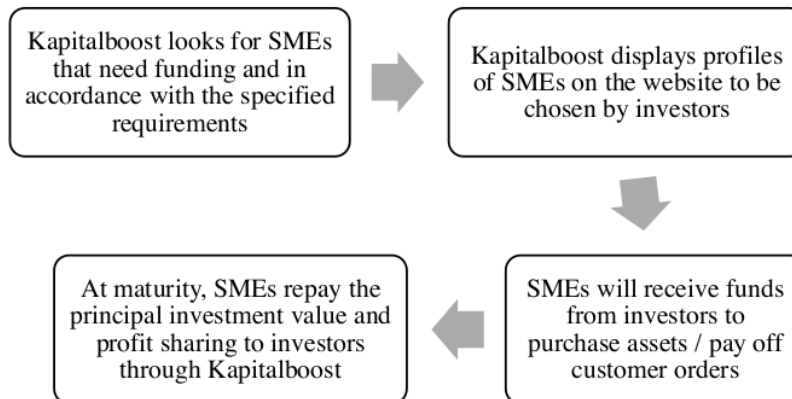 Kapitalboost looks for SMEs
that need funding and in
accordance with the specified
requirements
Kapitalboost displays profiles
of SMEs on the website to be
chosen by investors
SMEs will receive funds
from investors to
purchase assets / pay off
customer orders
At maturity, SMEs repay the
principal investment value and
profit sharing to investors
through Kapitalboost